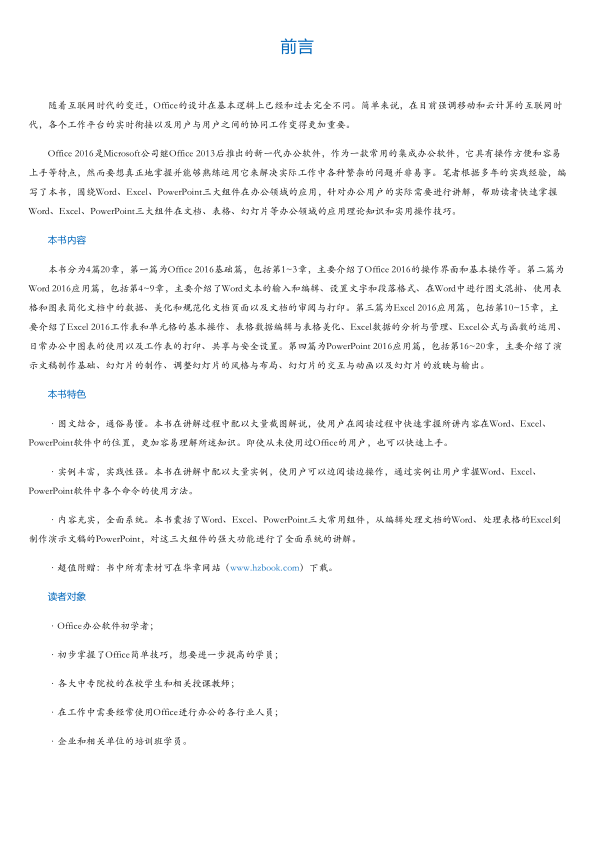 前言
随着互联网时代的变迁，Office的设计在基本逻辑上已经和过去完全不同。简单来说，在目前强调移动和云计算的互联网时
代，各个工作平台的实时衔接以及用户与用户之间的协同工作变得更加重要。
Office 2016是Microsoft公司继Office 2013后推出的新一代办公软件，作为一款常用的集成办公软件，它具有操作方便和容易
上手等特点，然而要想真正地掌握并能够熟练运用它来解决实际工作中各种繁杂的问题并非易事。笔者根据多年的实践经验，编
写了本书，围绕Word、Excel、PowerPoint三大组件在办公领域的应用，针对办公用户的实际需要进行讲解，帮助读者快速掌握
Word、Excel、PowerPoint三大组件在文档、表格、幻灯片等办公领域的应用理论知识和实用操作技巧。
本书内容
本书分为4篇20章，第一篇为Office 2016基础篇，包括第1~3章，主要介绍了Office 2016的操作界面和基本操作等。第二篇为
Word 2016应用篇，包括第4~9章，主要介绍了Word文本的输入和编辑、设置文字和段落格式、在Word中进行图文混排、使用表
格和图表简化文档中的数据、美化和规范化文档页面以及文档的审阅与打印。第三篇为Excel 2016应用篇，包括第10~15章，主
要介绍了Excel 2016工作表和单元格的基本操作、表格数据编辑与表格美化、Excel数据的分析与管理、Excel公式与函数的运用、
日常办公中图表的使用以及工作表的打印、共享与安全设置。第四篇为PowerPoint 2016应用篇，包括第16~20章，主要介绍了演
示文稿制作基础、幻灯片的制作、调整幻灯片的风格与布局、幻灯片的交互与动画以及幻灯片的放映与输出。
本书特色
·图文结合，通俗易懂。本书在讲解过程中配以大量截图解说，使用户在阅读过程中快速掌握所讲内容在Word、Excel、
PowerPoint软件中的位置，更加容易理解所述知识。即使从未使用过Office的用户，也可以快速上手。
·实例丰富，实践性强。本书在讲解中配以大量实例，使用户可以边阅读边操作，通过实例让用户掌握Word、Excel、
PowerPoint软件中各个命令的使用方法。
·内容充实，全面系统。本书囊括了Word、Excel、PowerPoint三大常用组件，从编辑处理文档的Word、处理表格的Excel到
制作演示文稿的PowerPoint，对这三大组件的强大功能进行了全面系统的讲解。
·超值附赠：书中所有素材可在华章网站（www.hzbook.com）下载。
读者对象
·Office办公软件初学者；
·初步掌握了Office简单技巧，想要进一步提高的学员；
·各大中专院校的在校学生和相关授课教师；
·在工作中需要经常使用Office进行办公的各行业人员；
·企业和相关单位的培训班学员。